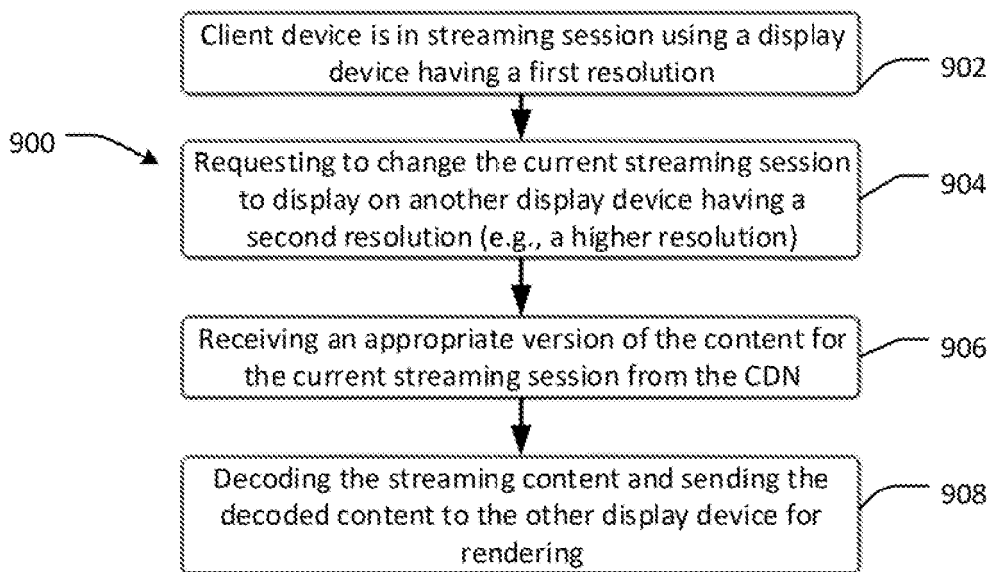 Client device is in streaming session using a display
device having a first resolution
902
900
Requesting to change the current streaming session
to display on another display device having a
second resolution (e.g., a higher resolution)
904
Receiving an appropriate version of the content for
the current streaming session from the CDN
906
Decoding the streaming content and sending the
decoded content to the other display device for
rendering
908